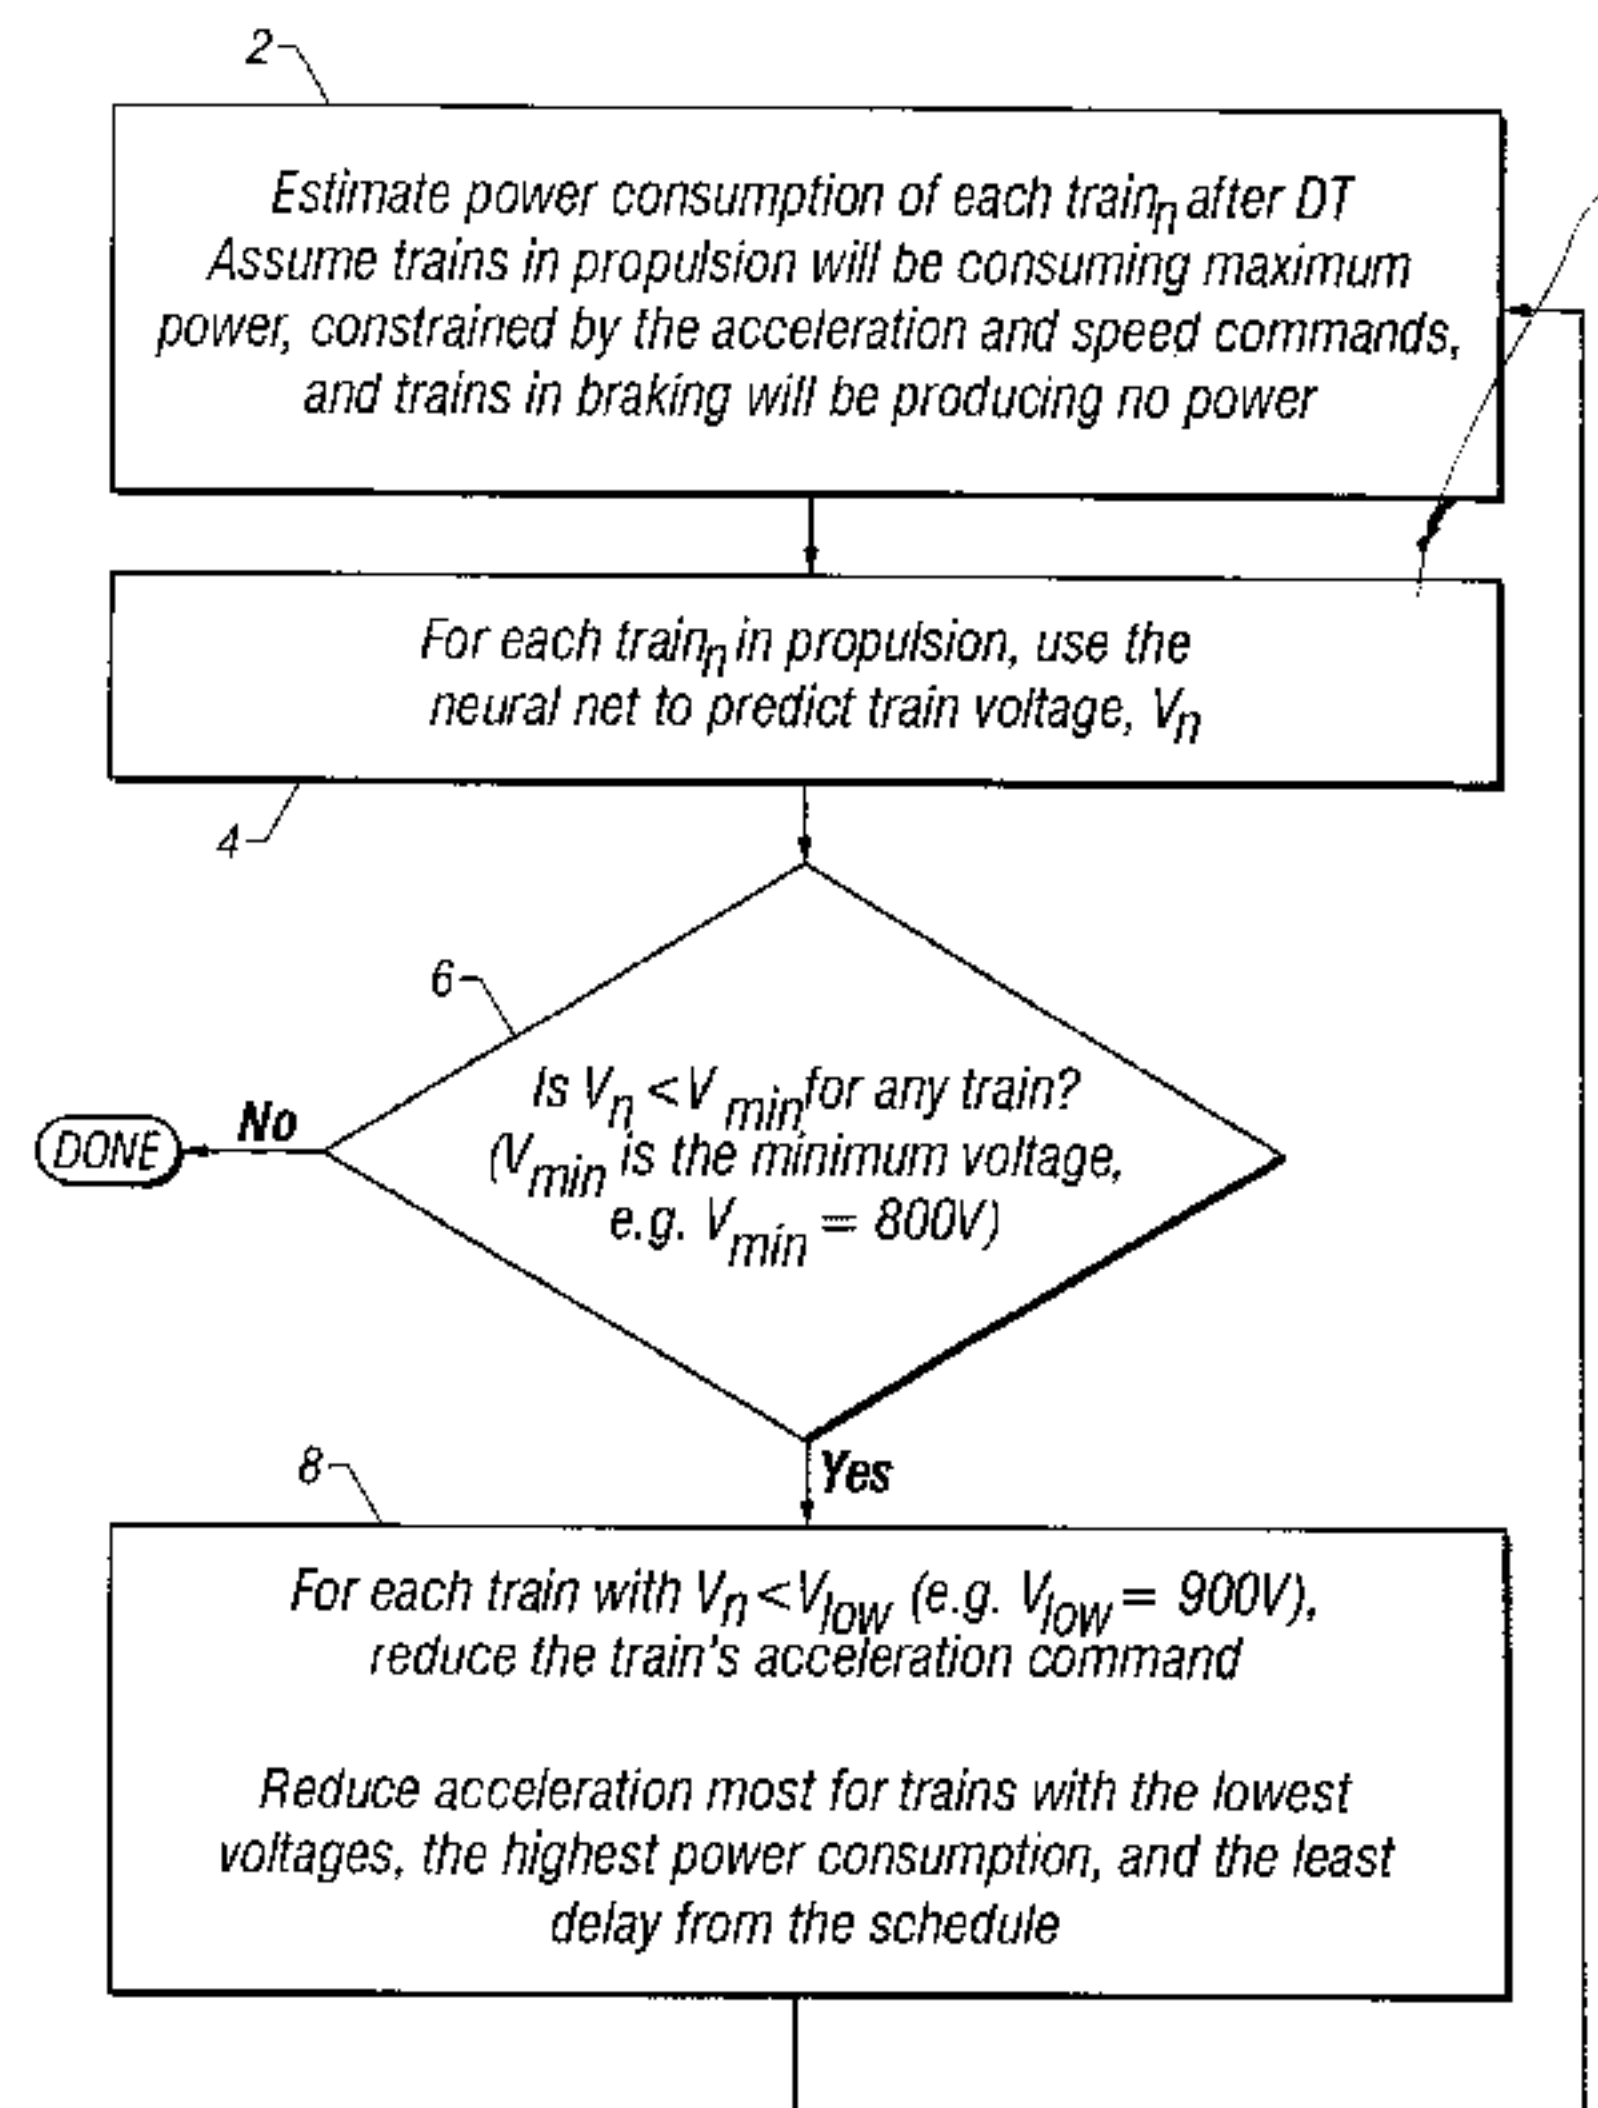 2
Estimate power consumption of each trainn after DT
Assume trains in propulsion will be consuming maximum
power, constrained by the acceleration and speed commands,
and trains in braking will be producing no power
For each trainn in propulsion, use the
neural net to predict train voltage, Vn
4
6
Is Vn < Vmin for any train?
(Vmin is the minimum voltage,
e.g. Vmin = 800V)
No
DONE
Yes
8
For each train with Vn < Vlow (e.g. Vlow = 900V),
reduce the train's acceleration command
Reduce acceleration most for trains with the lowest
voltages, the highest power consumption, and the least
delay from the schedule